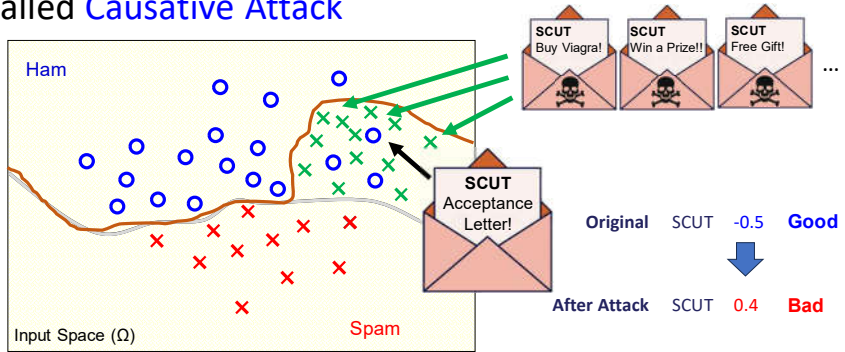 alled Causative Attack
Ham
SCUT
Buy Viagra!
SCUT
Win a Prize!!
SCUT
Free Gift!
...
SCUT
Acceptance
Letter!
Original SCUT -0.5 Good
After Attack SCUT 0.4 Bad
Spam
Input Space (Ω)